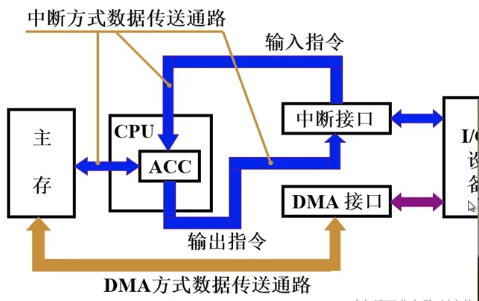 中断方式数据传送通路
输入指令
中断接口
CPU
主存
ACC
I/O设备
DMA 接口
输出指令
DMA方式数据传送通路